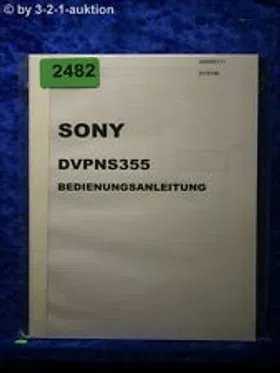 © by 3-2-1-auktion
2482
SONY
DVPNS355
BEDIENUNGSANLEITUNG